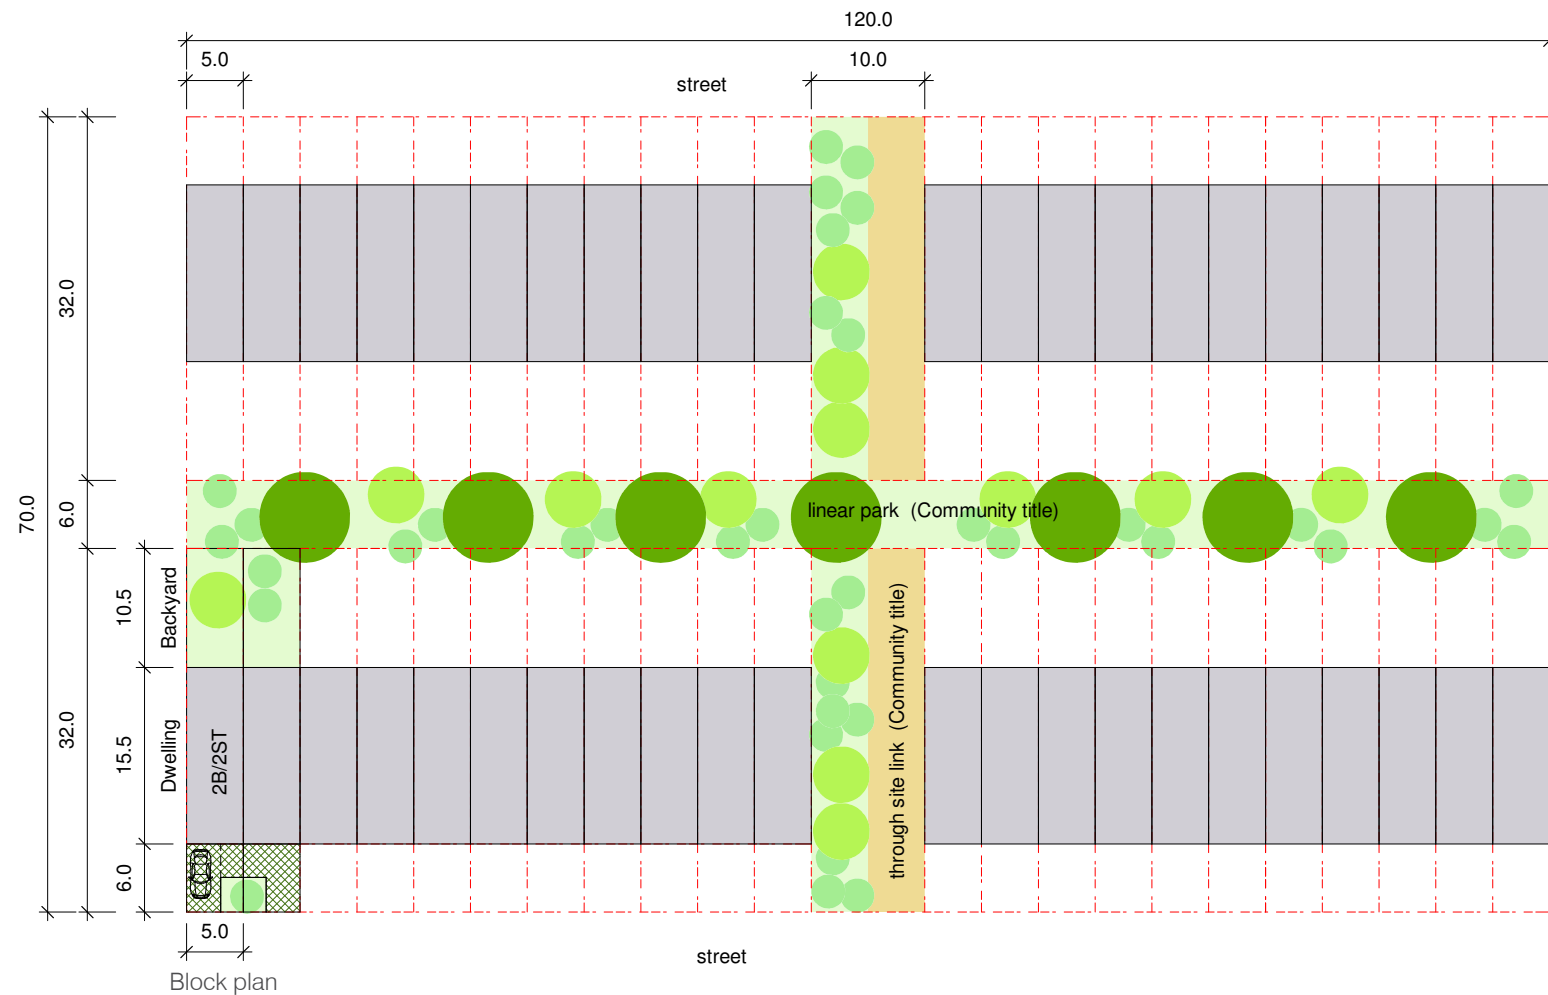 120.0
5.0
10.0
street
32.0
70.0
6.0
linear park (Community title)
10.5
Backyard
32.0
15.5
Dwelling
2B/2ST
through site link (Community title)
6.0
5.0
street
Block plan